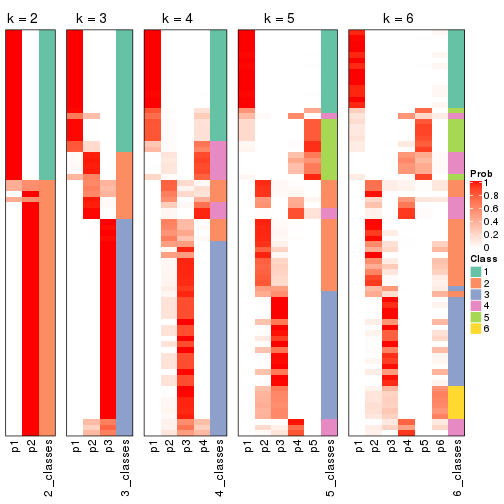 k = 2
k = 3
k = 4
k = 5
k = 6
Prob
1
0.8
0.6
0.4
0.2
0
Class
1
2
3
4
5
6
p1
p2
2_classes
p1
p2
p3
3_classes
p1
p2
p3
p4
4_classes
p1
p2
p3
p4
p5
5_classes
p1
p2
p3
p4
p5
p6
6_classes